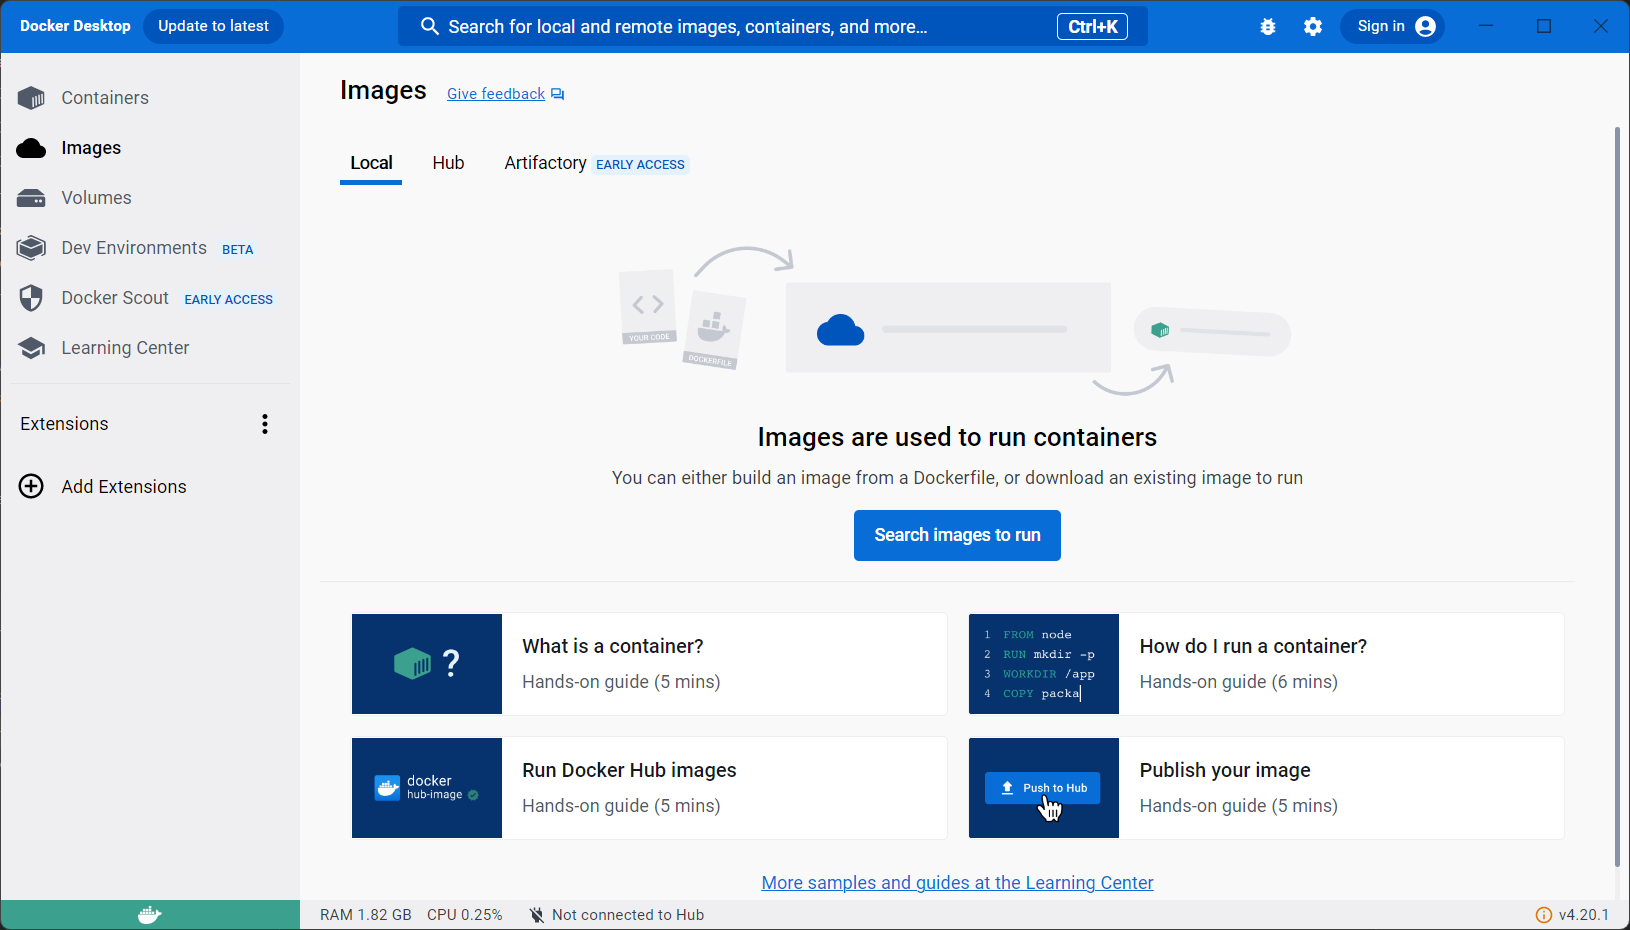 Docker Desktop
Update to latest
Search for local and remote images, containers, and more...
Ctrl+K
Sign in
Containers
Images
Volumes
Dev Environments BETA
Docker Scout EARLY ACCESS
Learning Center
Extensions
Add Extensions
Images
Give feedback
Local
Hub
Artifactory EARLY ACCESS
YOUR CODE
DOCKERFILE
Images are used to run containers
You can either build an image from a Dockerfile, or download an existing image to run
Search images to run
?
What is a container?
Hands-on guide (5 mins)
1 FROM node
2 RUN mkdir -p
3 WORKDIR /app
4 COPY packa
How do I run a container?
Hands-on guide (6 mins)
docker
hub-image
Run Docker Hub images
Hands-on guide (5 mins)
Push to Hub
Publish your image
Hands-on guide (5 mins)
More samples and guides at the Learning Center
RAM 1.82 GB CPU 0.25% Not connected to Hub
v4.20.1